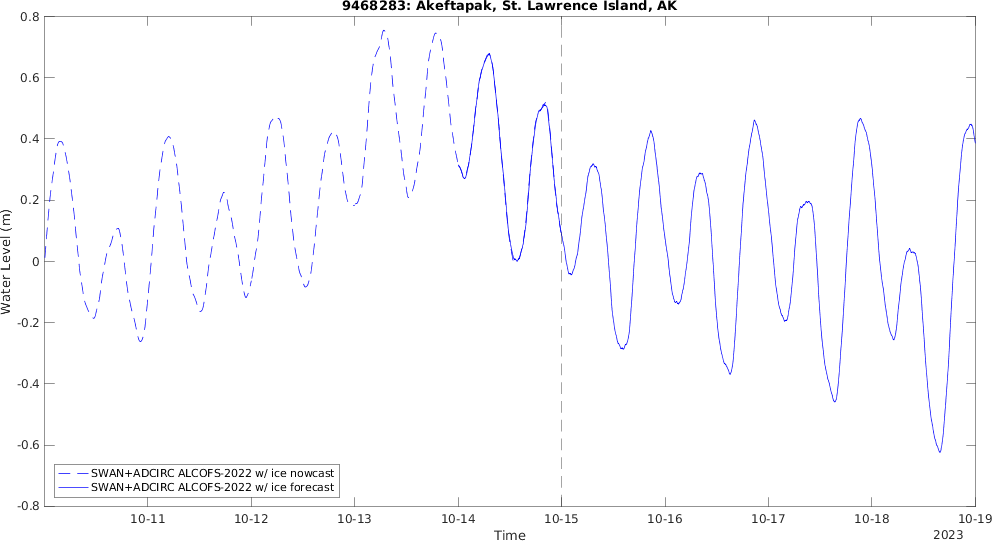 9468283: Akeftapak, St. Lawrence Island, AK
0.8
0.6
0.4
0.2
0
-0.2
-0.4
-0.6
-0.8
Water Level (m)
SWAN+ADCIRC ALCOFS-2022 w/ ice nowcast
SWAN+ADCIRC ALCOFS-2022 w/ ice forecast
10-11 10-12 10-13 10-14 10-15 10-16 10-17 10-18 10-19
Time
2023